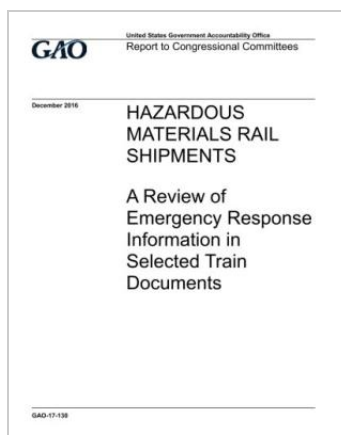 United States Government Accountability Office
GAO
Report to Congressional Committees
December 2016
HAZARDOUS
MATERIALS RAIL
SHIPMENTS
A Review of
Emergency Response
Information in
Selected Train
Documents
GAO-17-130